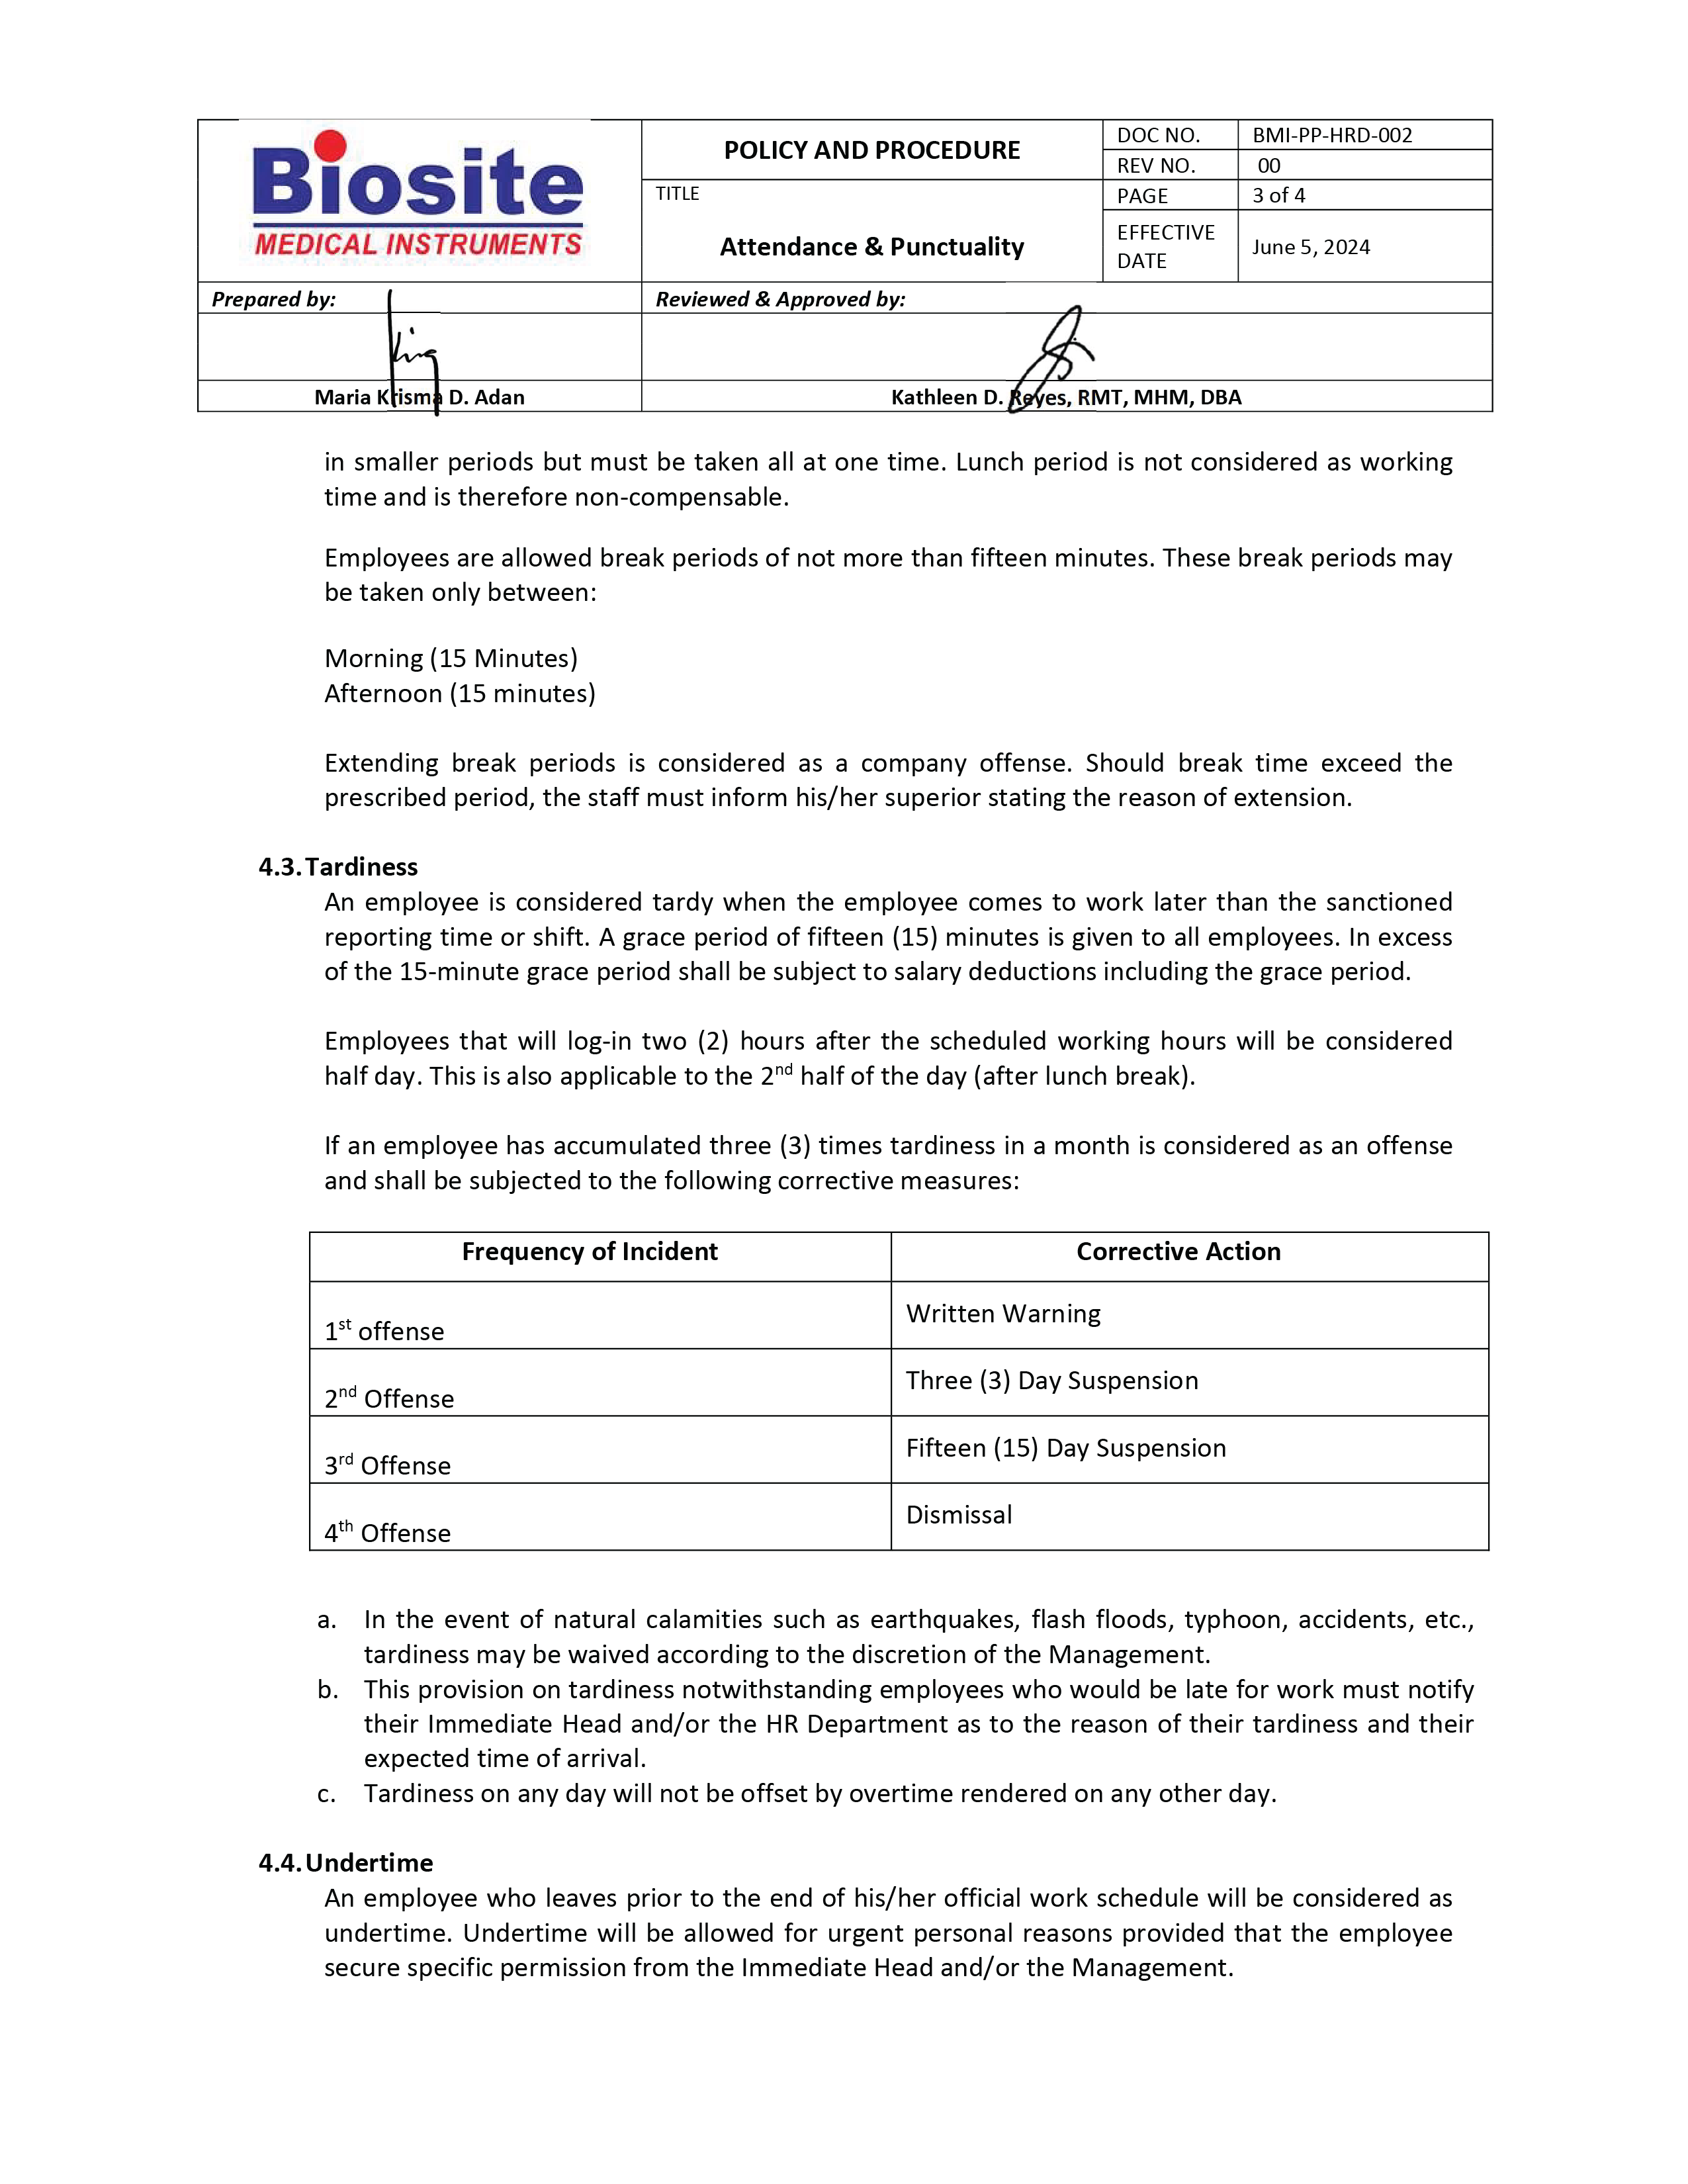 Biosite
MEDICAL INSTRUMENTS
POLICY AND PROCEDURE
DOC NO. BMI-PP-HRD-002
REV NO. 00
TITLE
Attendance & Punctuality
PAGE 3 of 4
EFFECTIVE
DATE
June 5, 2024
Prepared by:
Reviewed & Approved by:
Maria Krisma D. Adan
Kathleen D. Reyes, RMT, MHM, DBA
in smaller periods but must be taken all at one time. Lunch period is not considered as working
time and is therefore non-compensable.
Employees are allowed break periods of not more than fifteen minutes. These break periods may
be taken only between:
Morning (15 Minutes)
Afternoon (15 minutes)
Extending break periods is considered as a company offense. Should break time exceed the
prescribed period, the staff must inform his/her superior stating the reason of extension.
4.3. Tardiness
An employee is considered tardy when the employee comes to work later than the sanctioned
reporting time or shift. A grace period of fifteen (15) minutes is given to all employees. In excess
of the 15-minute grace period shall be subject to salary deductions including the grace period.
Employees that will log-in two (2) hours after the scheduled working hours will be considered
half day. This is also applicable to the 2nd half of the day (after lunch break).
If an employee has accumulated three (3) times tardiness in a month is considered as an offense
and shall be subjected to the following corrective measures:
Frequency of Incident Corrective Action
1st offense Written Warning
2nd Offense Three (3) Day Suspension
3rd Offense Fifteen (15) Day Suspension
4th Offense Dismissal
a. In the event of natural calamities such as earthquakes, flash floods, typhoon, accidents, etc.,
tardiness may be waived according to the discretion of the Management.
b. This provision on tardiness notwithstanding employees who would be late for work must notify
their Immediate Head and/or the HR Department as to the reason of their tardiness and their
expected time of arrival.
c. Tardiness on any day will not be offset by overtime rendered on any other day.
4.4. Undertime
An employee who leaves prior to the end of his/her official work schedule will be considered as
undertime. Undertime will be allowed for urgent personal reasons provided that the employee
secure specific permission from the Immediate Head and/or the Management.